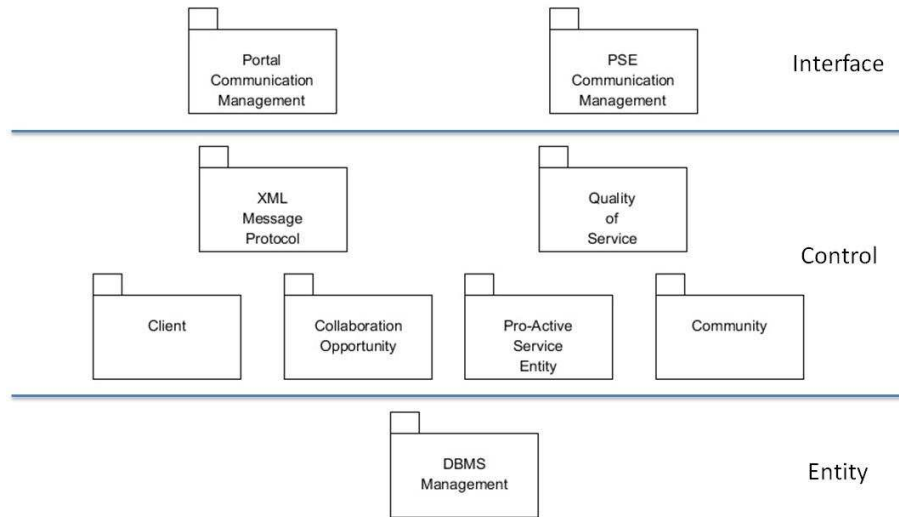 Portal
Communication
Management
PSE
Communication
Management
Interface
XML
Message
Protocol
Quality
of
Service
Control
Client
Collaboration
Opportunity
Pro-Active
Service
Entity
Community
DBMS
Management
Entity